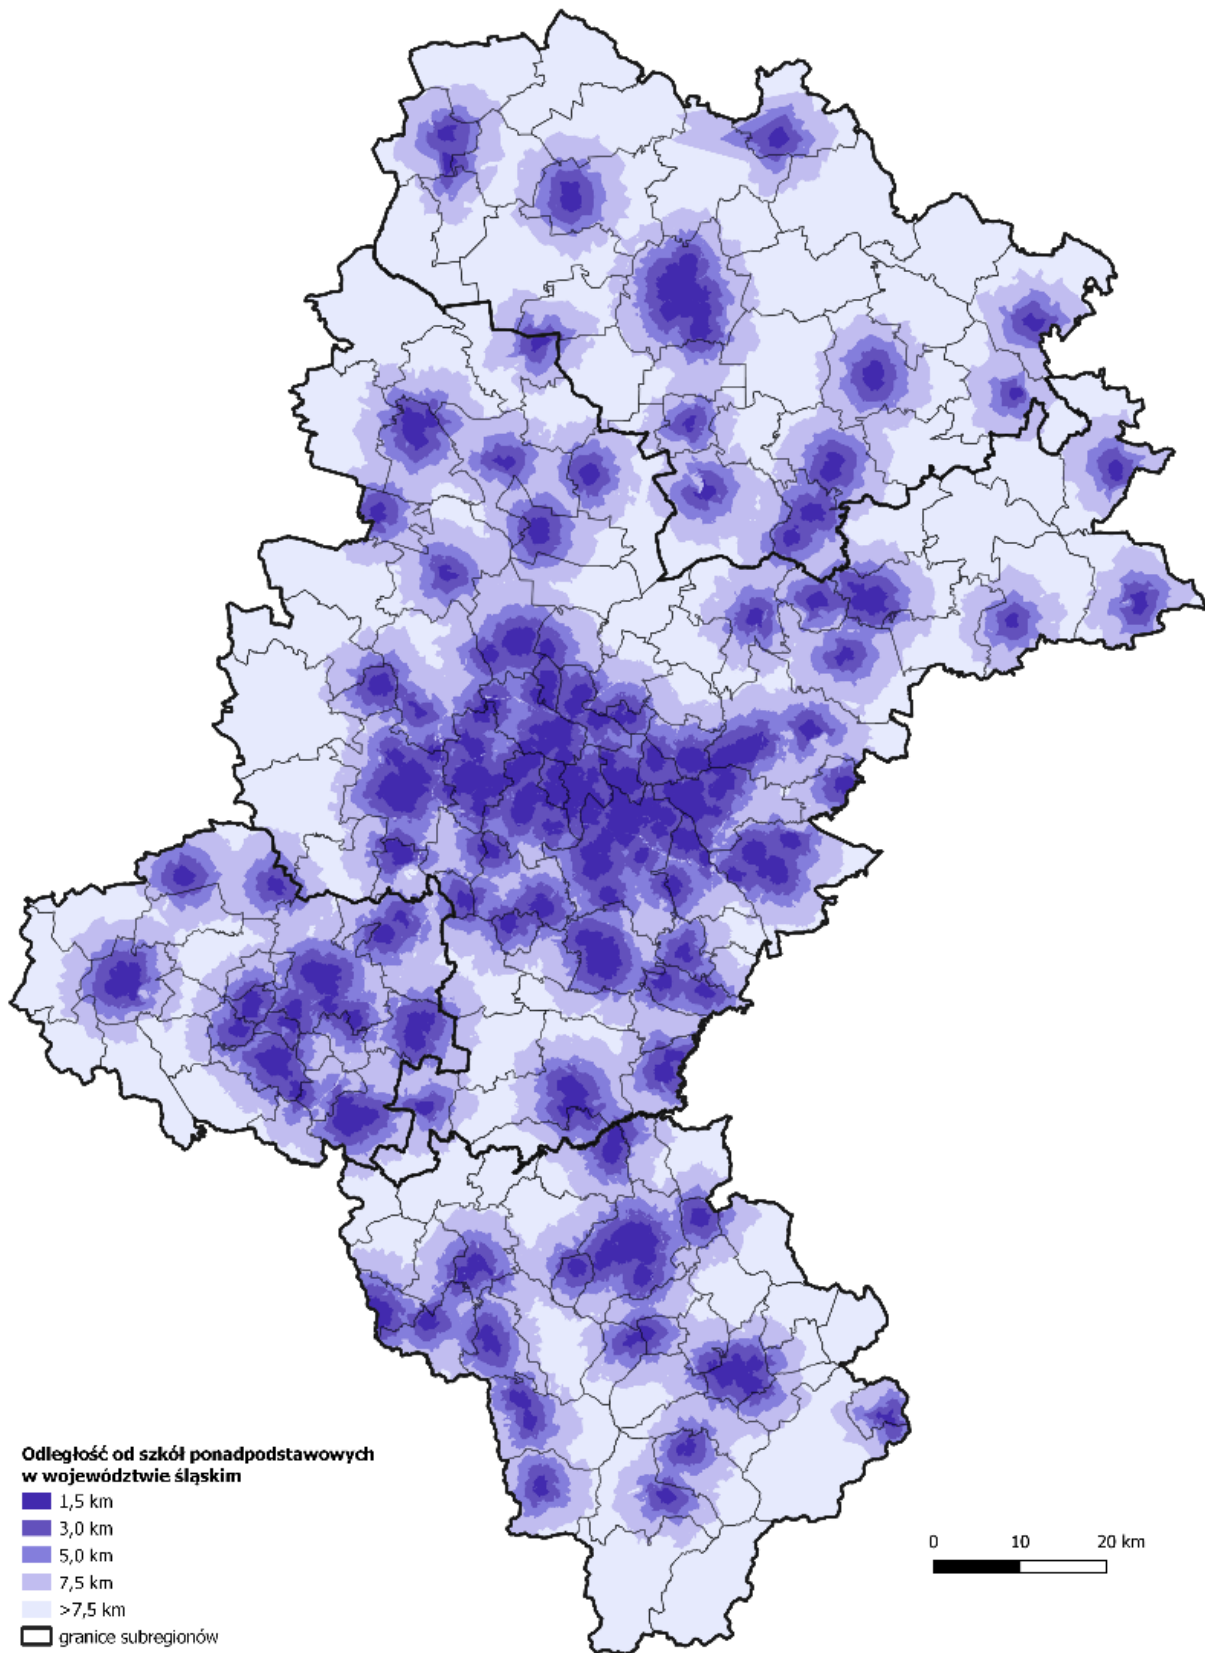 Odległość od szkół ponadpodstawowych
w województwie śląskim
1,5 km
3,0 km
5,0 km
7,5 km
>7,5 km
granice subregionów
0 10 20 km